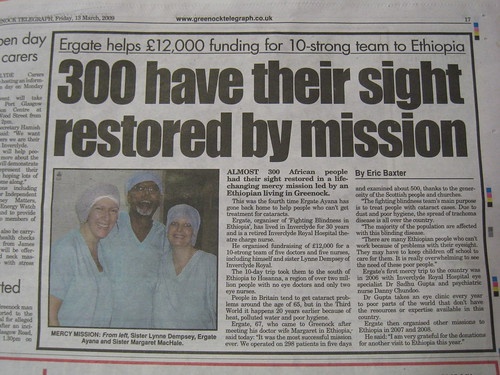 NOCK TELEGRAPH, Friday, 13 March, 2009
www.greenocktelegraph.co.uk
17
pen day
carers
Ergate helps £12,000 funding for 10-strong team to Ethiopia
300 have their sight
restored by mission
MERCY MISSION: From left, Sister Lynne Dempsey, Ergate
Ayana and Sister Margaret MacHale.
ALMOST 300 African people
had their sight restored in a life-
changing mercy mission led by an
Ethiopian living in Greenock.
This was the fourth time Ergate Ayana has
gone back home to help people who can't get
treatment for cataracts.
Ergate, organiser of 'Fighting Blindness in
Ethiopia', has lived in Inverclyde for 30 years
and is a retired Inverclyde Royal Hospital the-
atre charge nurse.
He organised fundraising of £12,000 for a
10-strong team of five doctors and five nurses,
including himself and sister Lynne Dempsey of
Inverclyde Royal.
The 10-day trip took them to the south of
Ethiopia to Hosanna, a region of over two mil-
lion people with no eye doctors and only two
eye nurses.
People in Britain tend to get cataract prob-
lems around the age of 65, but in the Third
World it happens 20 years earlier because of
heat, polluted water and poor hygiene.
Ergate, 67, who came to Greenock after
meeting his doctor wife Margaret in Ethiopia,
said today: "It was the most successful mission
ever. We operated on 298 patients in five days
By Eric Baxter
and examined about 500, thanks to the gener-
osity of the Scottish people and churches.
"The fighting blindness team's main purpose
is to treat people with cataract cases. Due to
dust and poor hygiene, the spread of trachoma
disease is all over the country.
"The majority of the population are affected
with this blinding disease.
"There are many Ethiopian people who can't
work because of problems with their eyesight.
They may have to keep children off school to
care for them. It is really overwhelming to see
the need of these poor people."
Ergate's first mercy trip to the country was
in 2006 with Inverclyde Royal Hospital eye
specialist Dr Sadhu Gupta and psychiatric
nurse Danny Chundoe.
Dr Gupta takes an eye clinic every year
to poor parts of the world that don't have
the resources or expertise available in this
country.
Ergate then organised other missions to
Ethiopia in 2007 and 2008.
He said: "I am very grateful for the donations
for another visit to Ethiopia this year."
rted